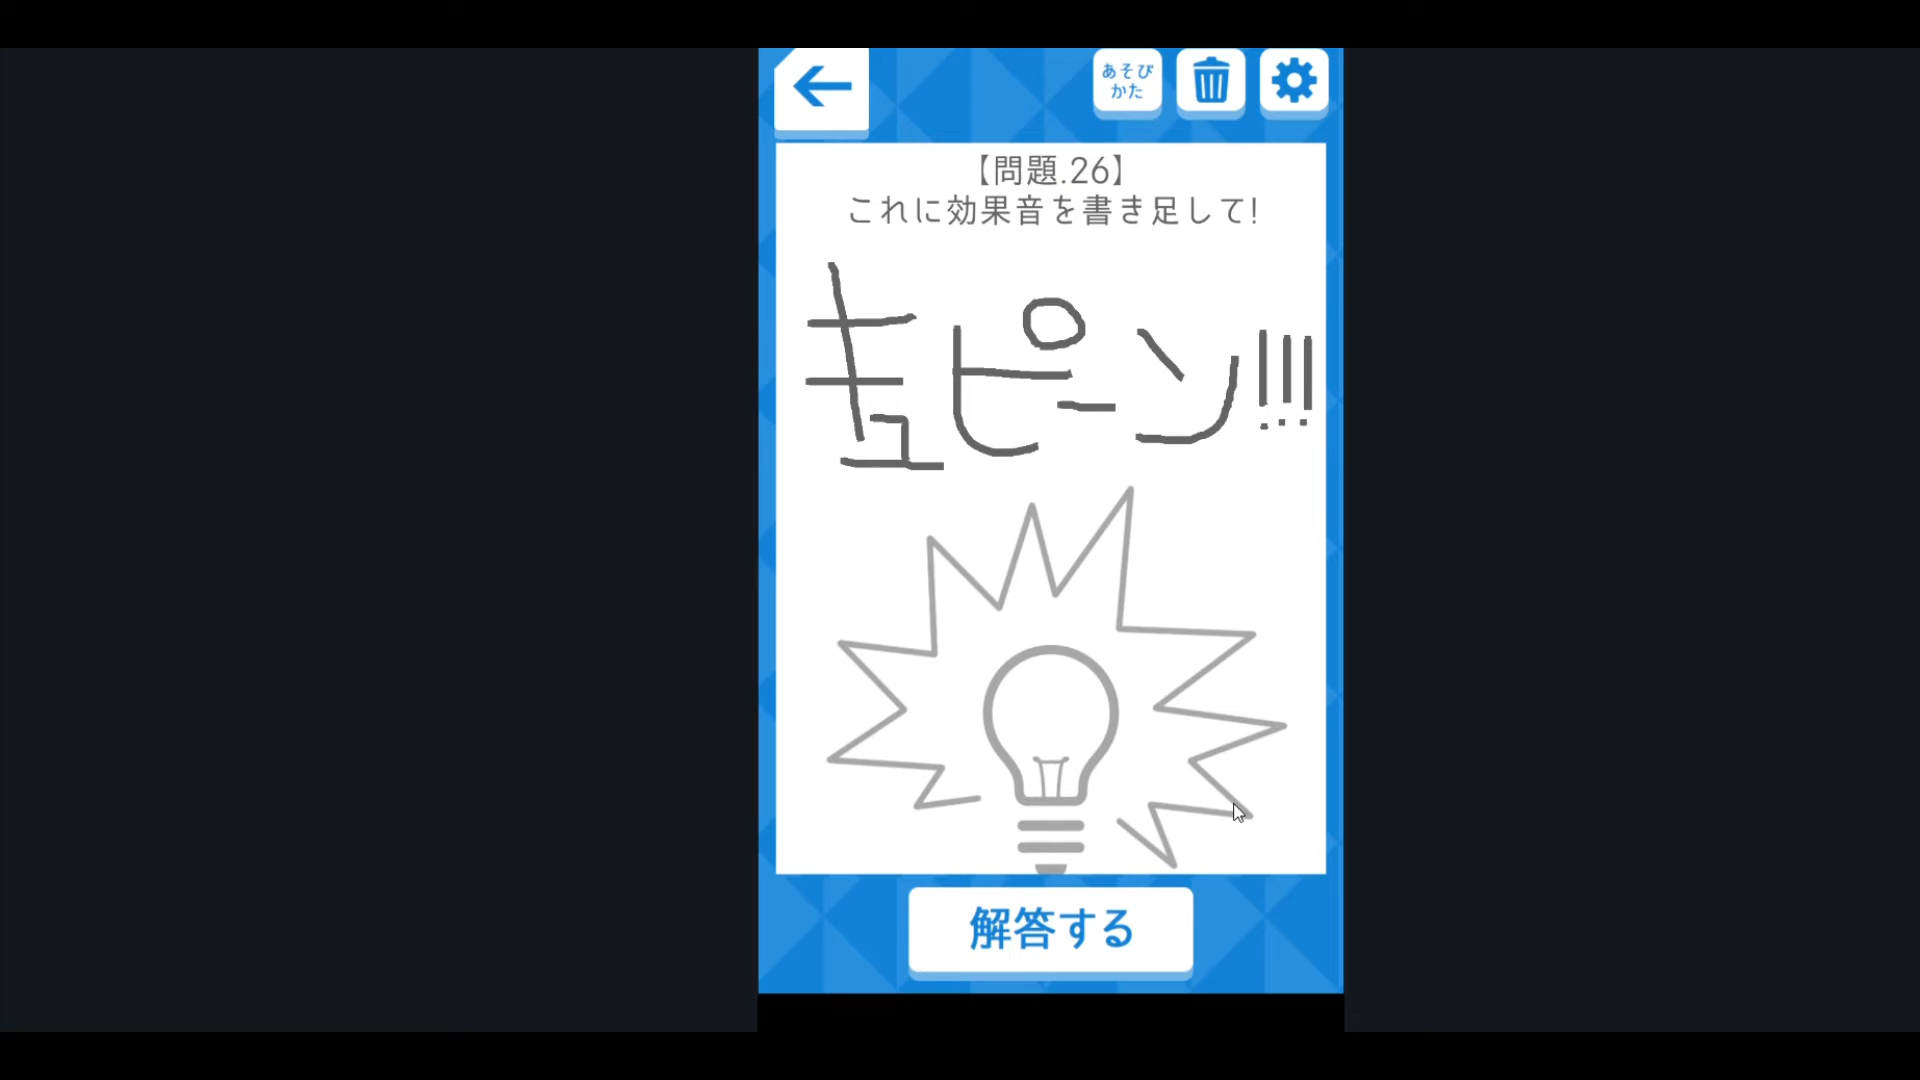 あそび
かた
【問題.26】
これに効果音を書き足して!
キュピーン!!!
解答する